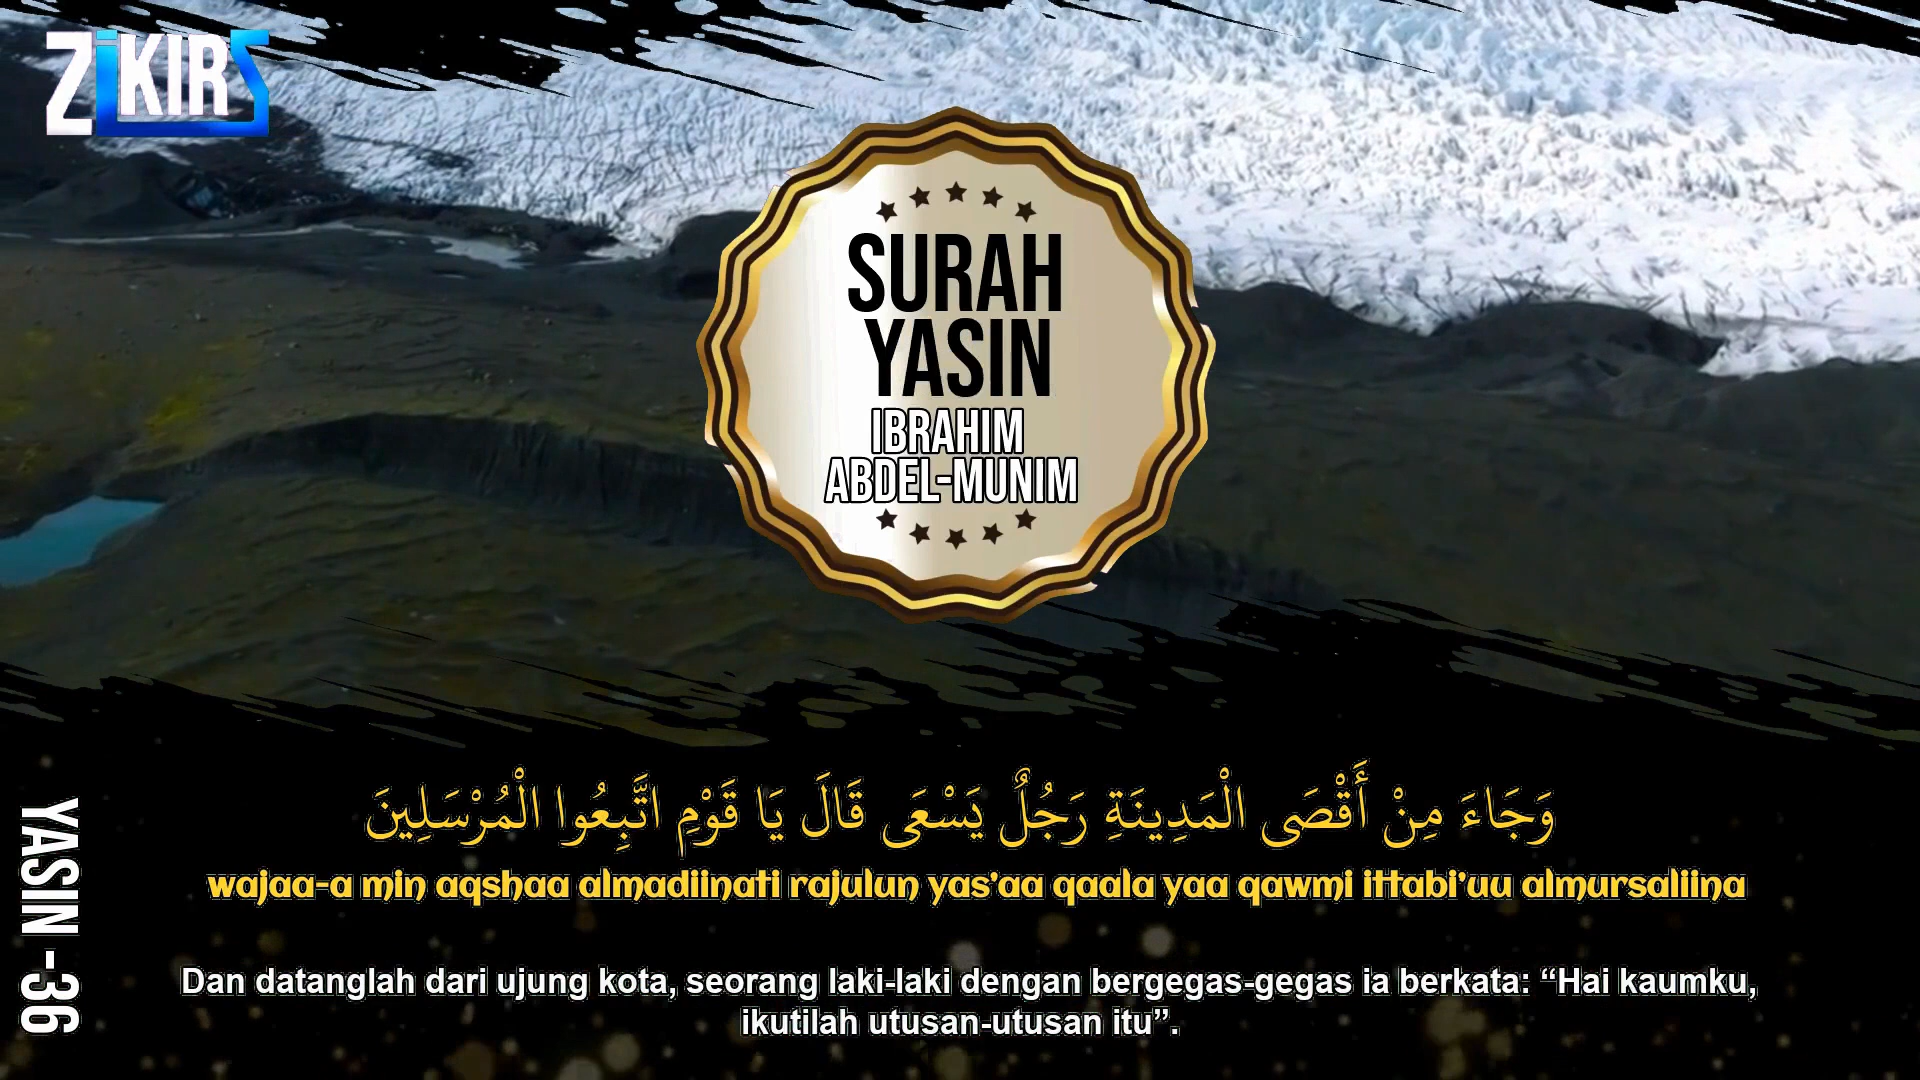 ZIKIRS
SURAH
YASIN
IBRAHIM
ABDEL-MUNIM
وَجَاءَ مِنْ أَقْصَى الْمَدِينَةِ رَجُلٌ يَسْعَى قَالَ يَا قَوْمِ اتَّبِعُوا الْمُرْسَلِينَ
wajaa-a min aqshaa almadiinati rajulun yas'aa qaala yaa qawmi ittabi'uu almursaliina
Dan datanglah dari ujung kota, seorang laki-laki dengan bergegas-gegas ia berkata: “Hai kaumku,
ikutilah utusan-utusan itu”.
YASIN -36